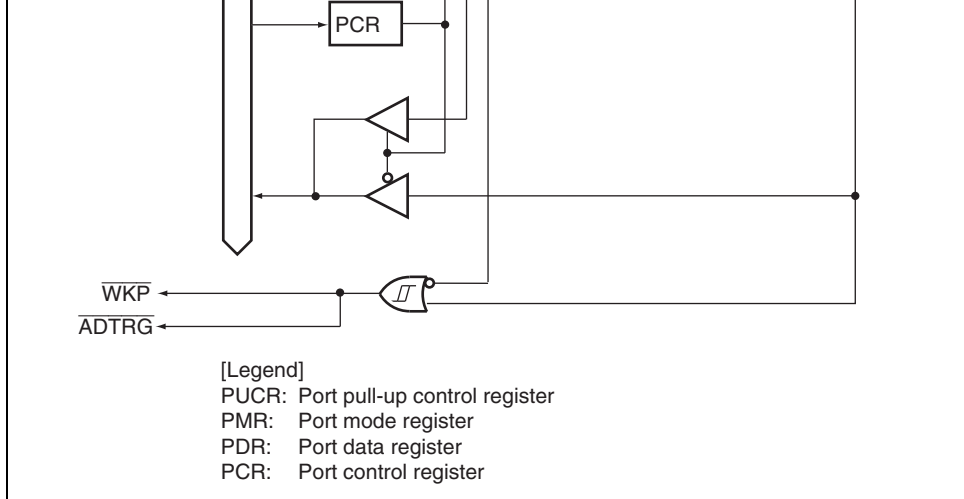 PCR
WKP
ADTRG
[Legend]
PUCR: Port pull-up control register
PMR: Port mode register
PDR: Port data register
PCR: Port control register